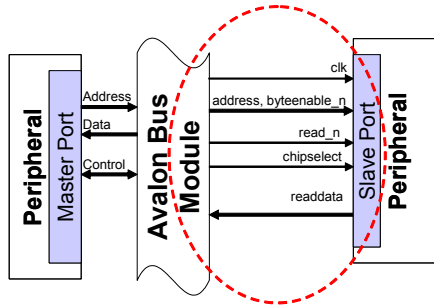 Peripheral
Master Port
Address
Data
Control
Avalon Bus
Module
clk
address, byteenable_n
read_n
chipselect
readdata
Slave Port
Peripheral